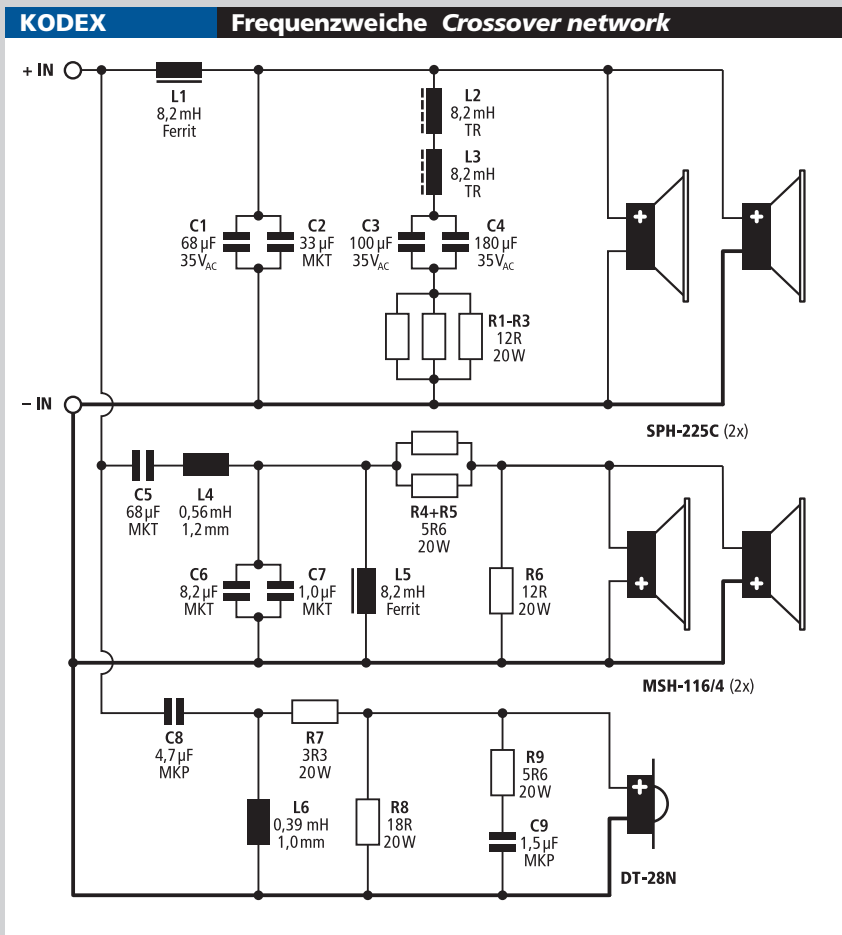 KODEX Frequenzweiche Crossover network
+ IN
L1
8,2 mH
Ferrit
L2
8,2 mH
TR
L3
8,2 mH
TR
C1
68 µF
35VAC
C2
33 µF
MKT
C3
100 µF
35VAC
C4
180 µF
35VAC
+
+
R1-R3
12R
20 W
– IN
SPH-225C (2x)
C5
68 µF
MKT
L4
0,56 mH
1,2 mm
R4+R5
5R6
20 W
C6
8,2 µF
MKT
C7
1,0 µF
MKT
L5
8,2 mH
Ferrit
R6
12R
20 W
+
+
MSH-116/4 (2x)
C8
4,7 µF
MKP
R7
3R3
20 W
L6
0,39 mH
1,0 mm
R8
18R
20 W
R9
5R6
20 W
C9
1,5 µF
MKP
+
DT-28N